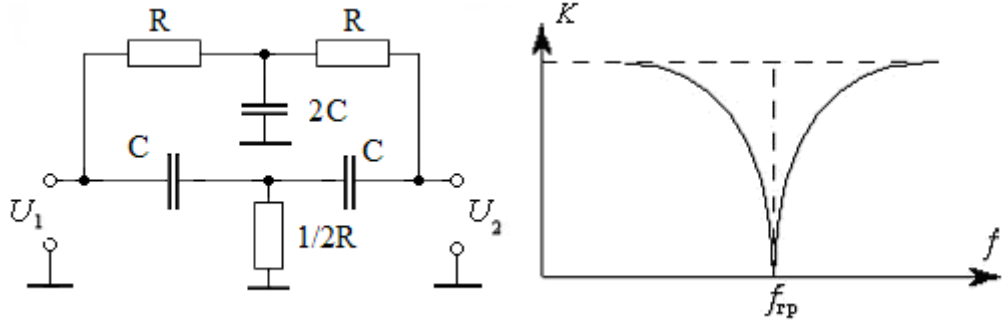 R R
2C
C C
U₁ U₂
1/2R
K
f
fгр